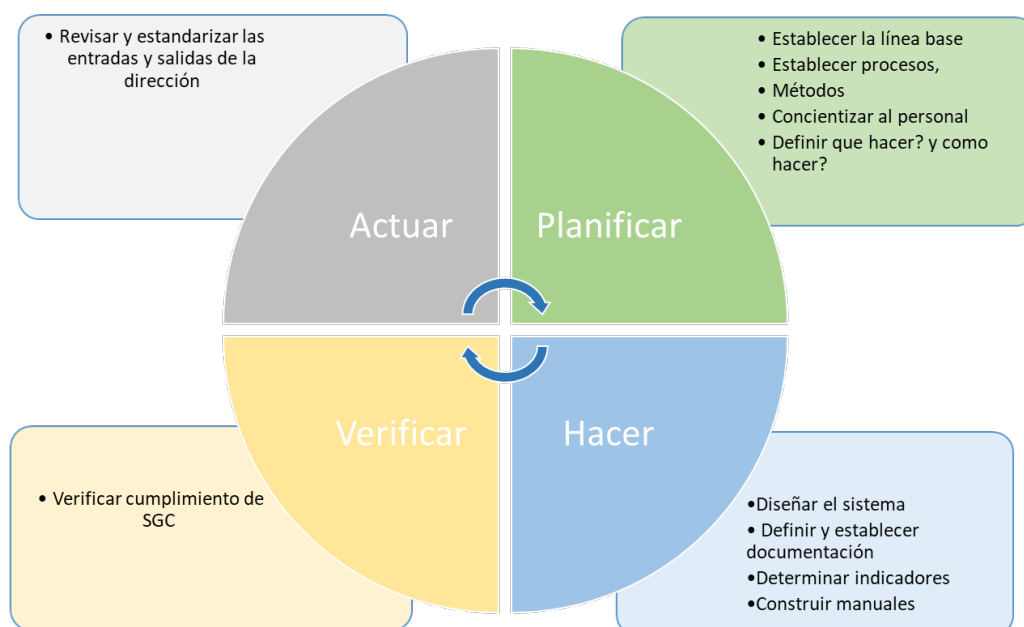 • Revisar y estandarizar las
entradas y salidas de la
dirección
• Establecer la línea base
• Establecer procesos,
• Métodos
• Concientizar al personal
• Definir que hacer? y como
hacer?
Actuar
Planificar
Verificar
Hacer
• Verificar cumplimiento de
SGC
•Diseñar el sistema
• Definir y establecer
documentación
•Determinar indicadores
•Construir manuales